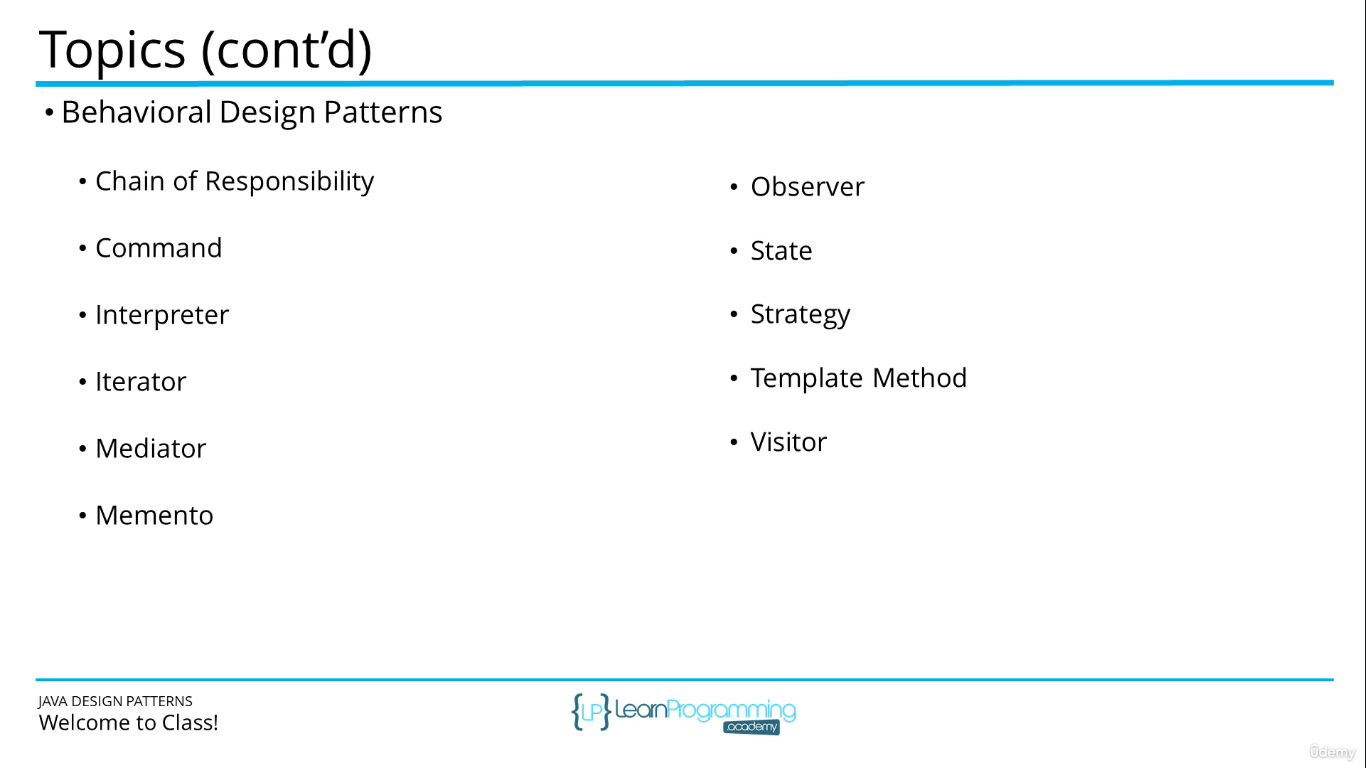 Topics (cont’d)
• Behavioral Design Patterns
• Chain of Responsibility
• Command
• Interpreter
• Iterator
• Mediator
• Memento
• Observer
• State
• Strategy
• Template Method
• Visitor
JAVA DESIGN PATTERNS
Welcome to Class!
{LP} LearnProgramming
.academy
ûdemy